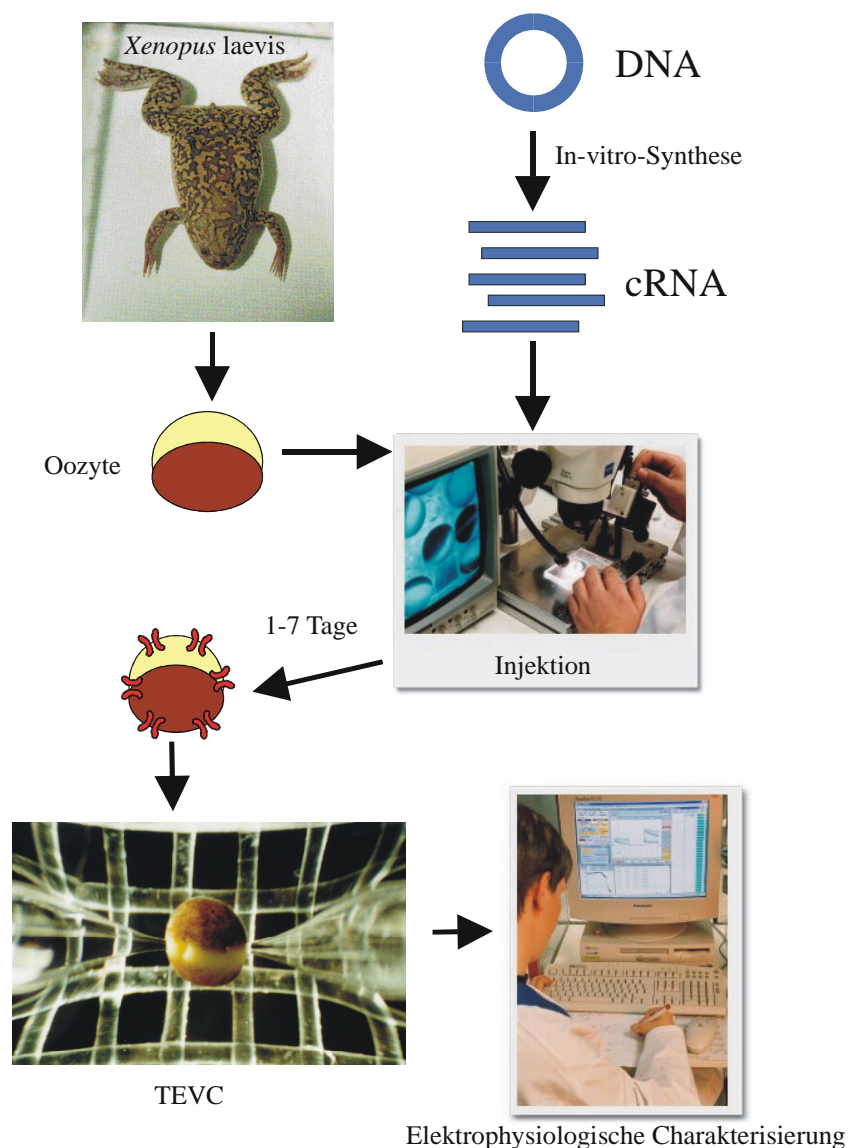 Xenopus laevis
DNA
In-vitro-Synthese
cRNA
Oozyte
Injektion
1-7 Tage
TEVC
Elektrophysiologische Charakterisierung